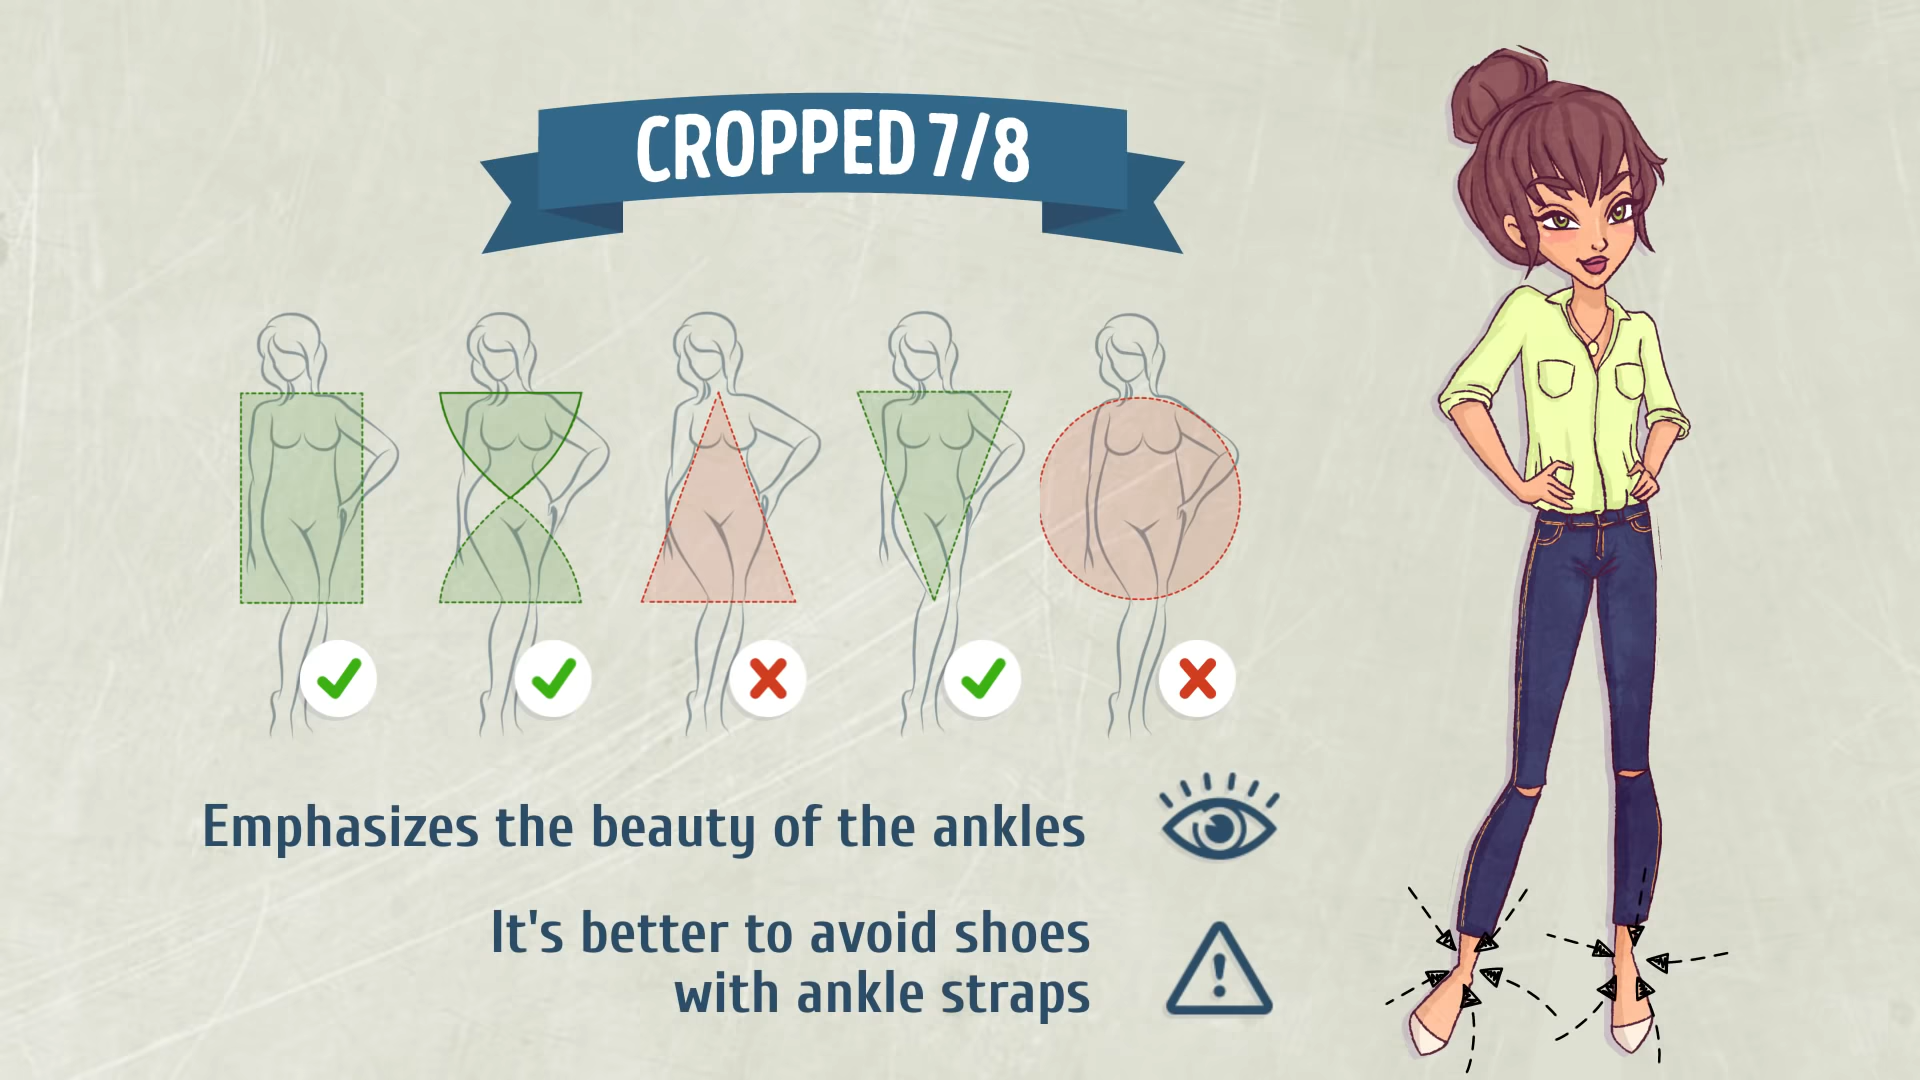 CROPPED 7/8
Emphasizes the beauty of the ankles
It's better to avoid shoes
with ankle straps